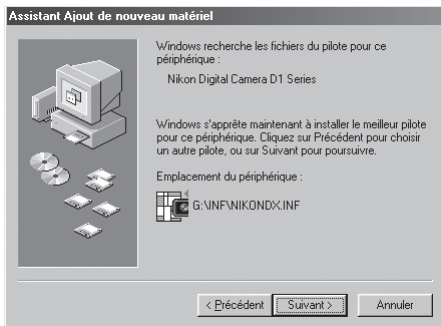 Assistant Ajout de nouveau matériel
Windows recherche les fichiers du pilote pour ce
périphérique :
Nikon Digital Camera D1 Series
Windows s'apprête maintenant à installer le meilleur pilote
pour ce périphérique. Cliquez sur Précédent pour choisir
un autre pilote, ou sur Suivant pour poursuivre.
Emplacement du périphérique :
G:\INF\NIKONDX.INF
< Précédent Suivant > Annuler